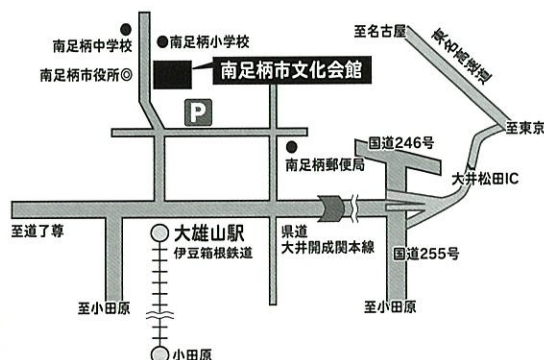 南足柄中学校
南足柄小学校
南足柄市役所
南足柄市文化会館
P
至名古屋
東名高速道
至東京
国道246号
大井松田IC
南足柄郵便局
至道了尊
大雄山駅
伊豆箱根鉄道
県道
大井開成関本線
国道255号
至小田原
至小田原
小田原